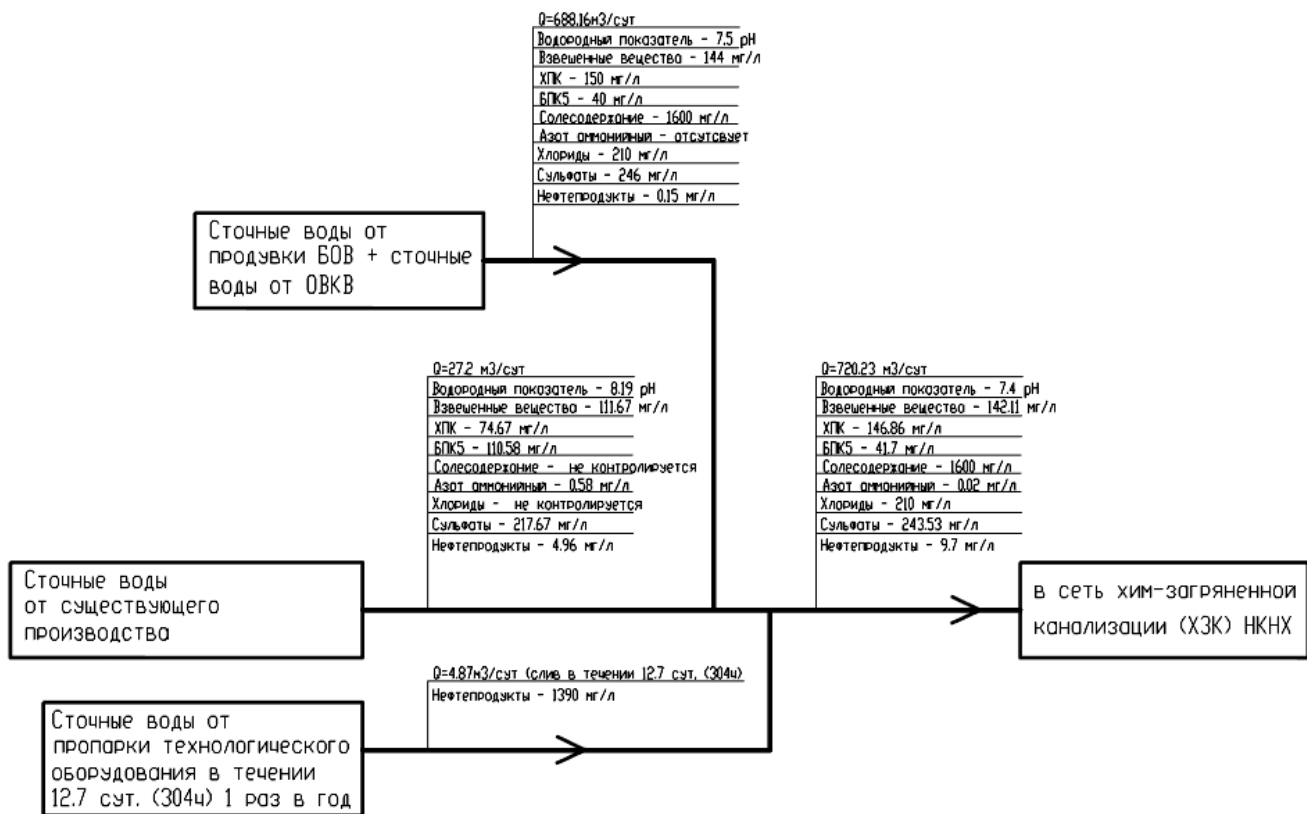 Q=688.16м3/сут
Водородный показатель - 7.5 pH
Взвешенные вещество - 144 мг/л
ХПК - 150 мг/л
БПК5 - 40 мг/л
Солесодержание - 1600 мг/л
Азот аммонийный - отсутсвует
Хлориды - 210 мг/л
Сульфаты - 246 мг/л
Нефтепродукты - 0.15 мг/л
Сточные воды от
продувки БОВ + сточные
воды от ОВКВ
Q=27.2 м3/сут
Водородный показатель - 8.19 pH
Взвешенные вещество - 111.67 мг/л
ХПК - 74.67 мг/л
БПК5 - 110.58 мг/л
Солесодержание - не контролируется
Азот аммонийный - 0.58 мг/л
Хлориды - не контролируется
Сульфаты - 217.67 мг/л
Нефтепродукты - 4.96 мг/л
Q=720.23 м3/сут
Водородный показатель - 7.4 pH
Взвешенные вещество - 142.11 мг/л
ХПК - 146.86 мг/л
БПК5 - 41.7 мг/л
Солесодержание - 1600 мг/л
Азот аммонийный - 0.02 мг/л
Хлориды - 210 мг/л
Сульфаты - 243.53 мг/л
Нефтепродукты - 9.7 мг/л
Сточные воды
от существующего
производства
в сеть хим-загряненной
канализации (ХЗК) НКНХ
Q=4.87м3/сут (слив в течении 12.7 сут. (304ч)
Нефтепродукты - 1390 мг/л
Сточные воды от
пропарки технологического
оборудования в течении
12.7 сут. (304ч) 1 раз в год